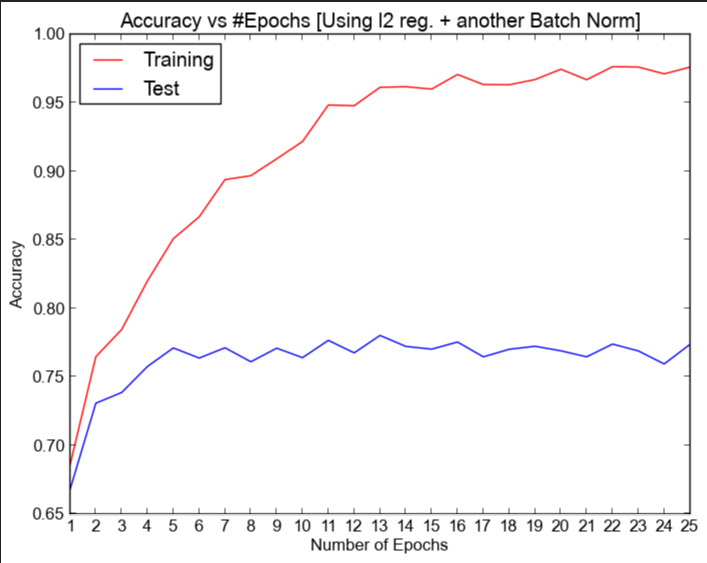 Accuracy vs #Epochs [Using l2 reg. + another Batch Norm]
1.00
Training
Test
0.95
0.90
0.85
0.80
0.75
0.70
0.65
Accuracy
1 2 3 4 5 6 7 8 9 10 11 12 13 14 15 16 17 18 19 20 21 22 23 24 25
Number of Epochs